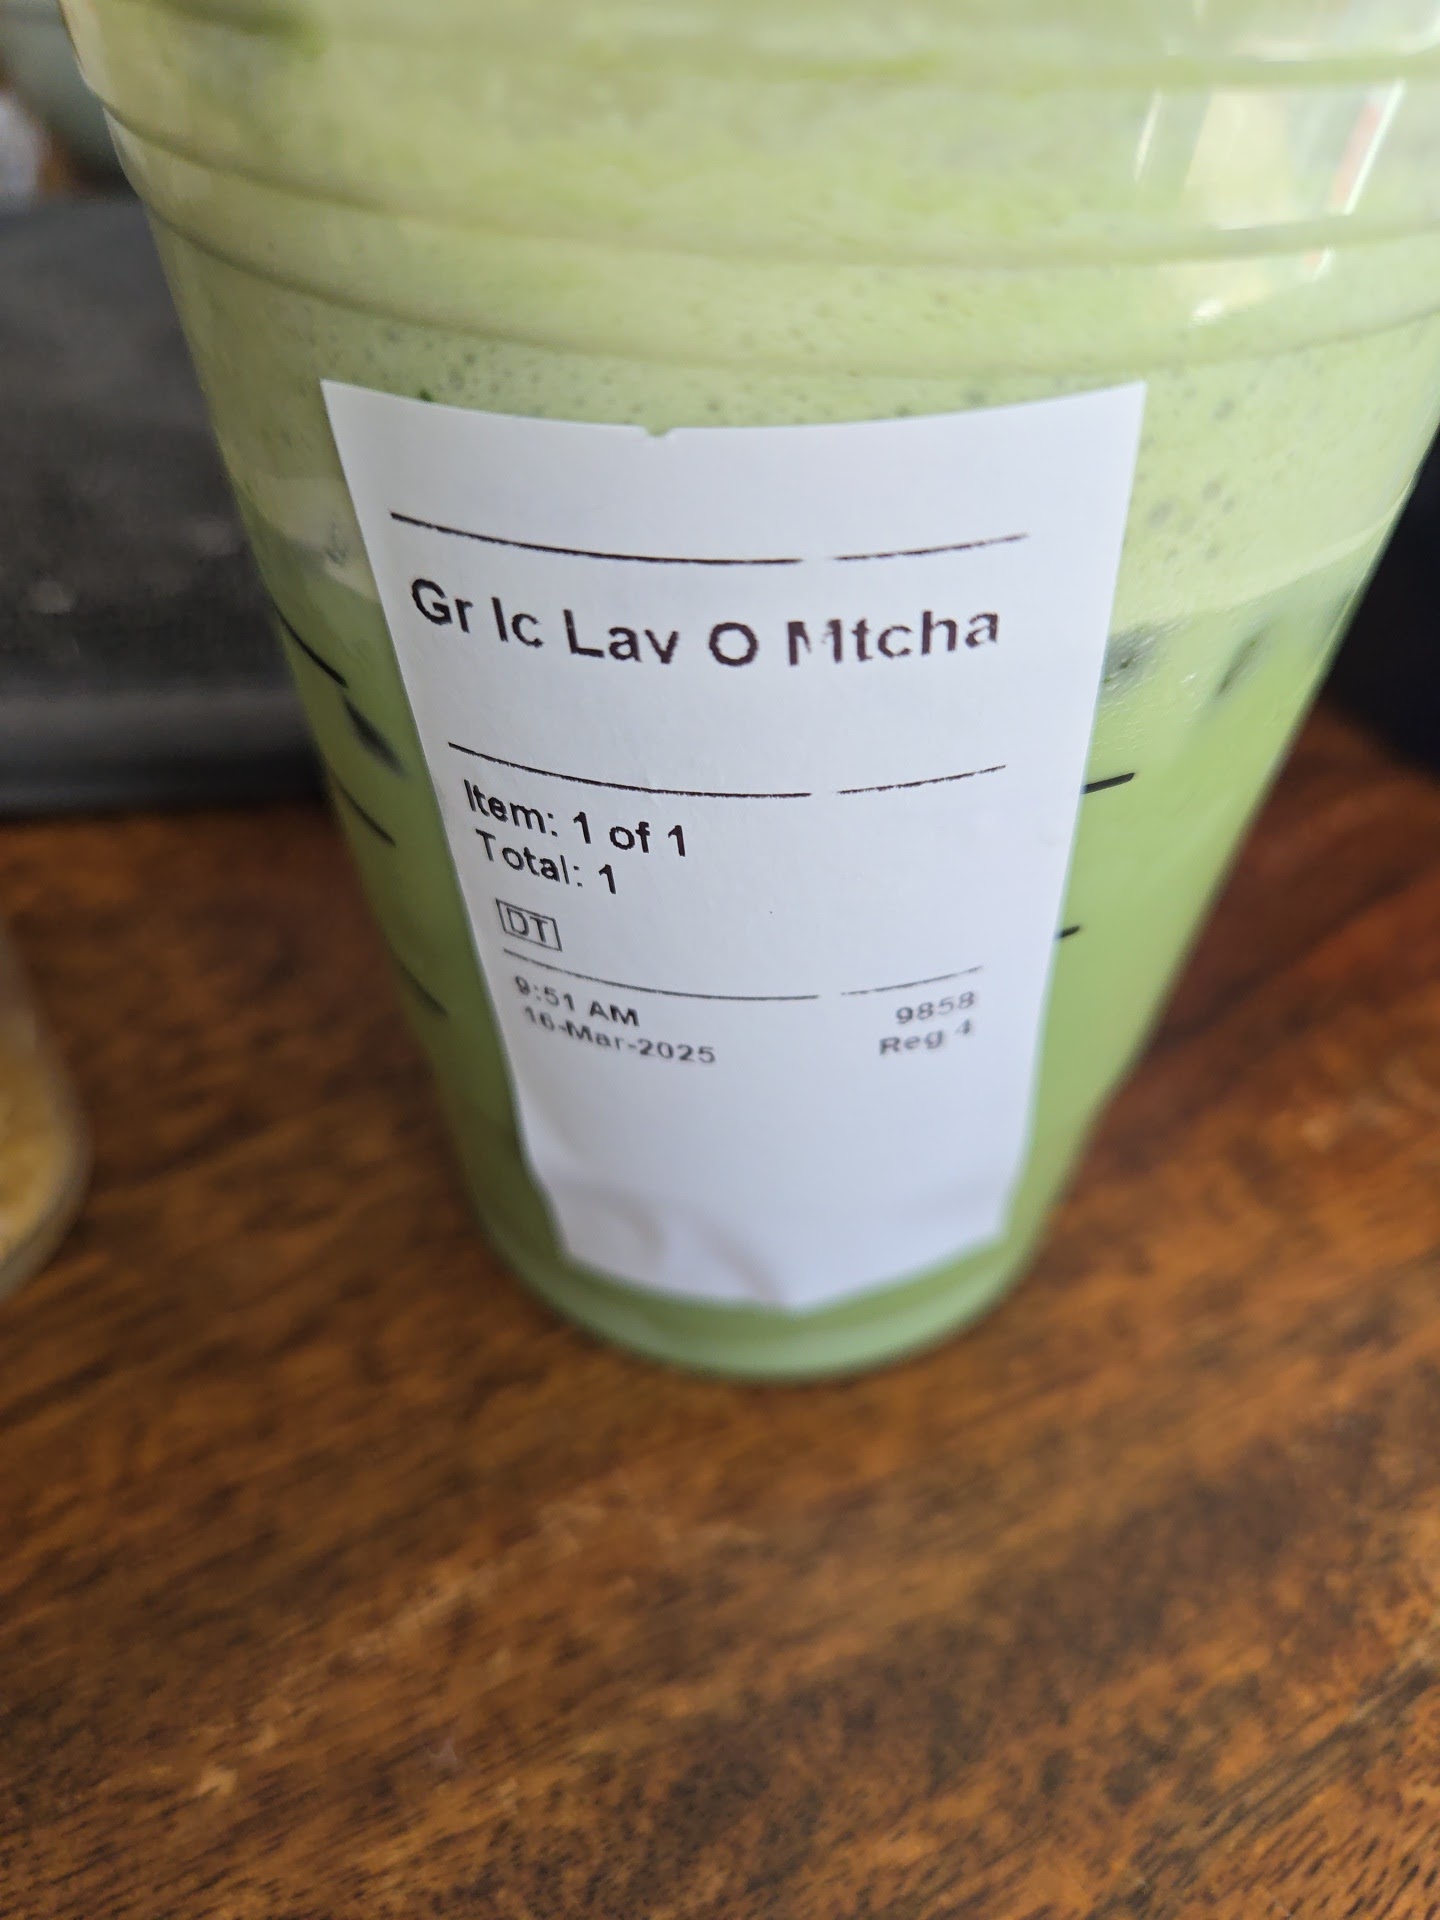 Gr Ic Lav O Mtcha
Item: 1 of 1
Total: 1
DT
9:51 AM 9858
16-Mar-2025 Reg 4